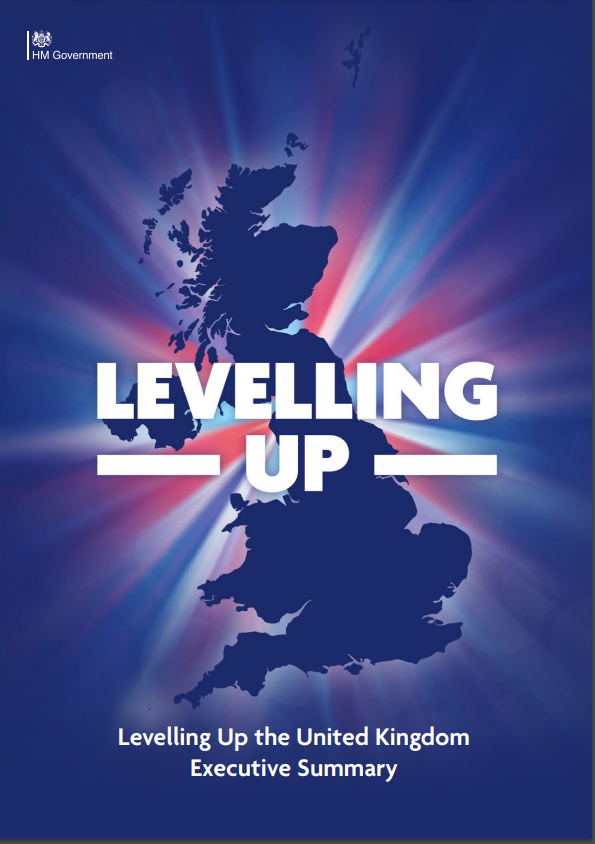 HM Government
LEVELLING
UP
Levelling Up the United Kingdom
Executive Summary